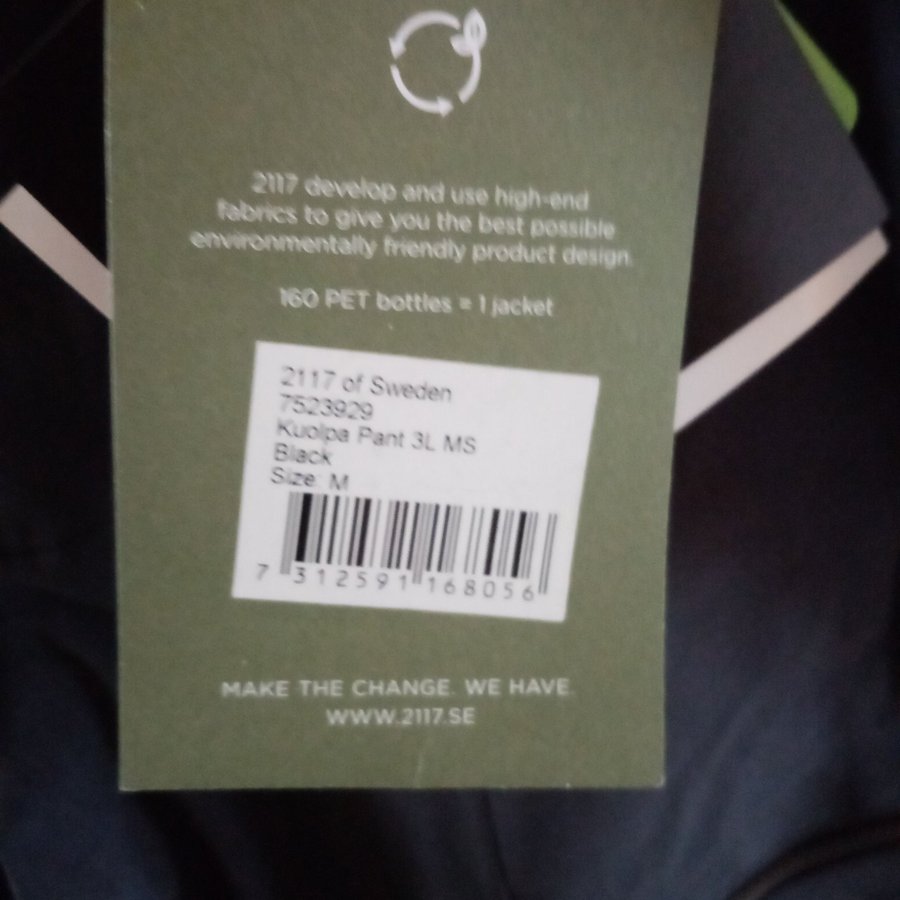 2117 develop and use high-end
fabrics to give you the best possible
environmentally friendly product design.
160 PET bottles = 1 jacket
2117 of Sweden
7523929
Kuolpa Pant 3L MS
Black
Size: M
7 312591 168056
MAKE THE CHANGE. WE HAVE.
WWW.2117.SE